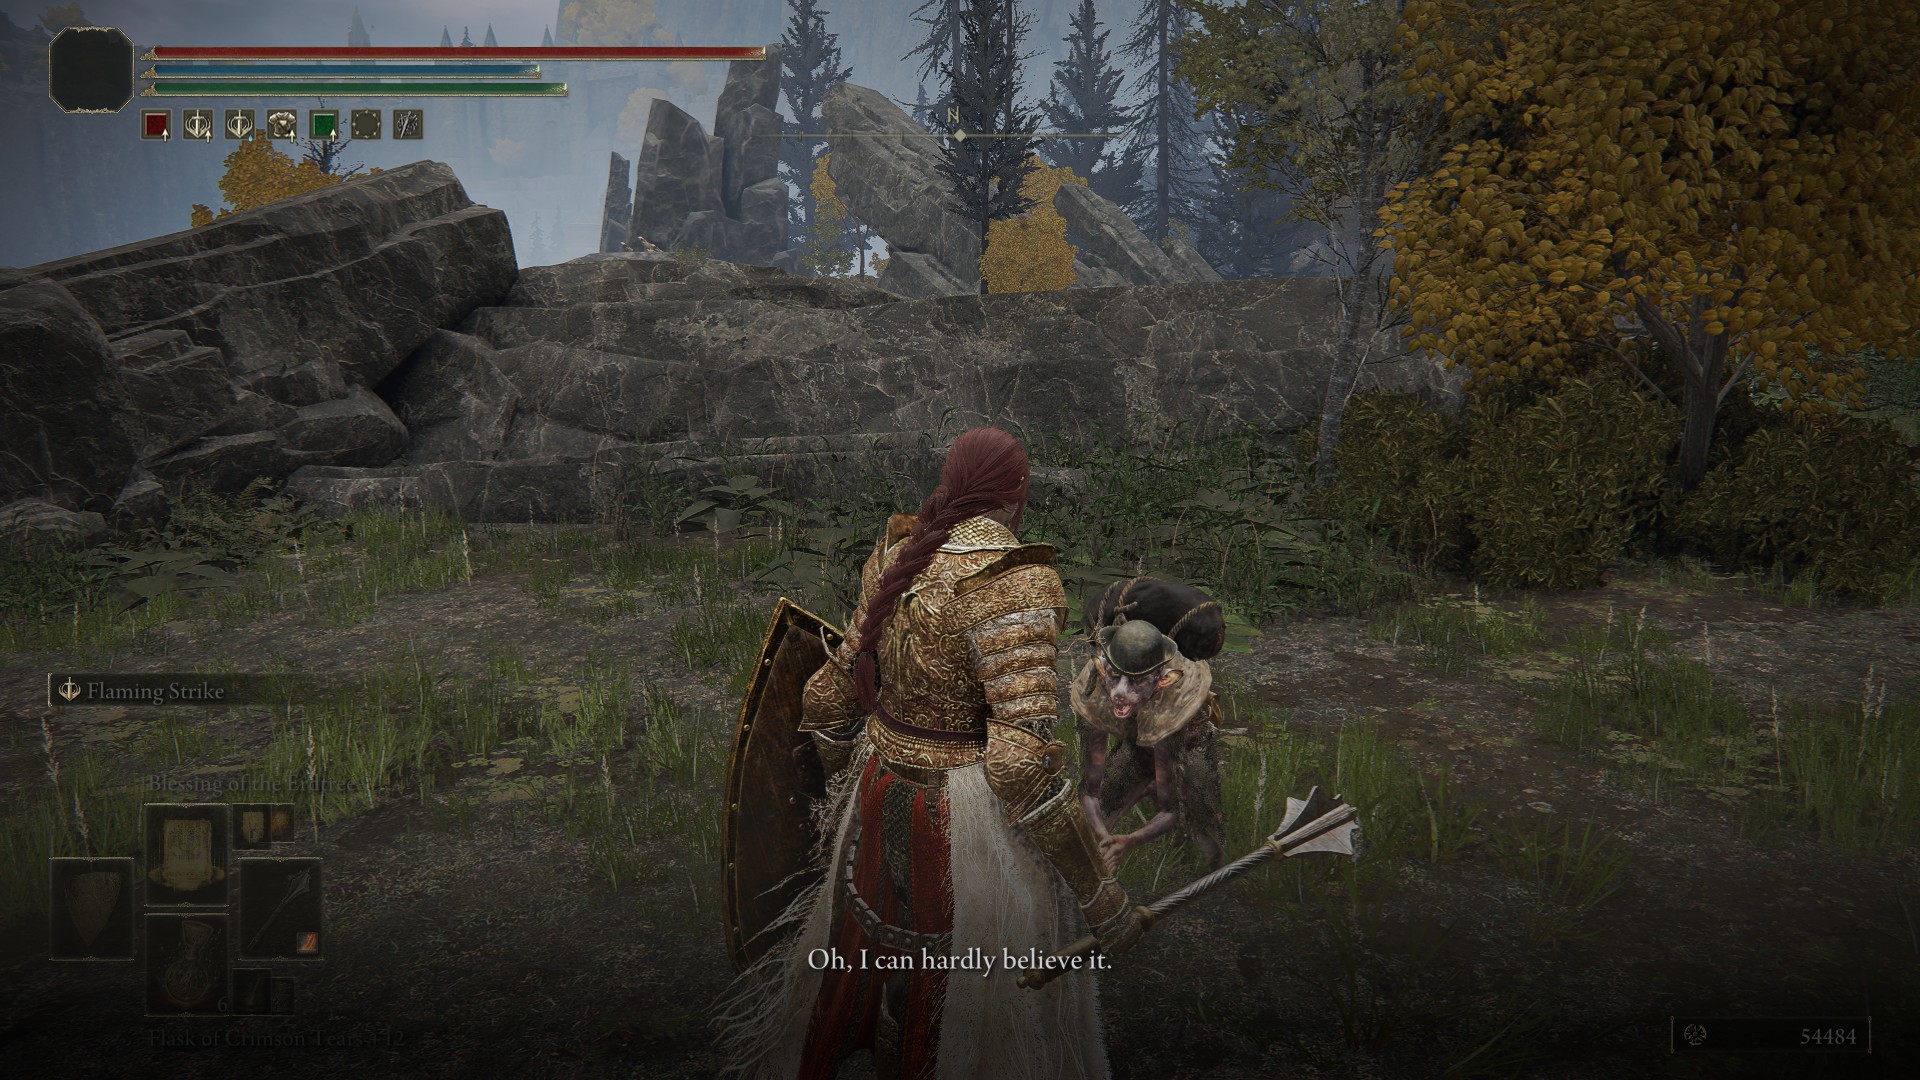 N
Flaming Strike
Blessing of the Erdtree
6
Flask of Crimson Tears +12
Oh, I can hardly believe it.
54484